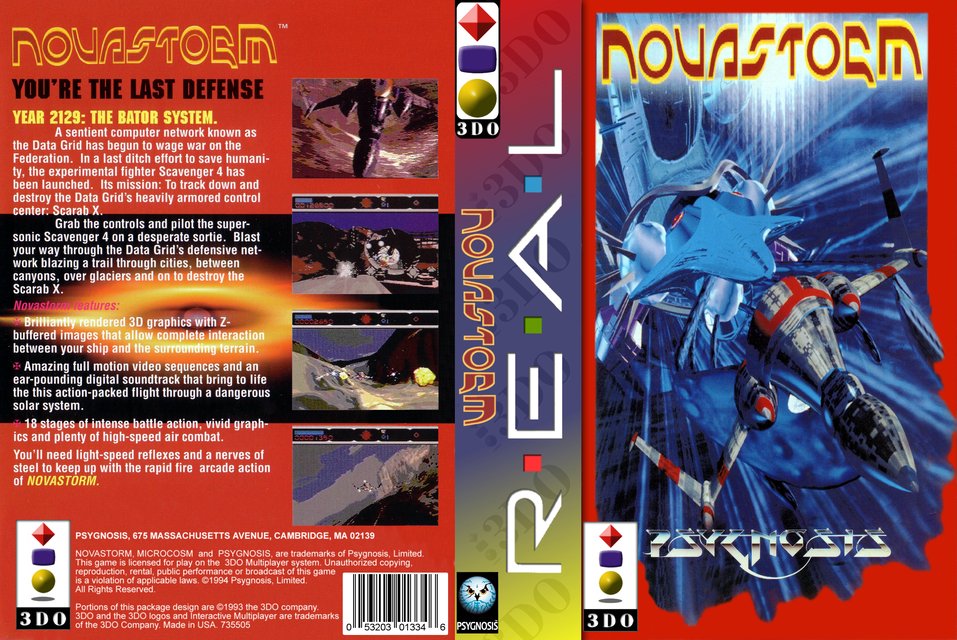 NOVASTORM™
YOU'RE THE LAST DEFENSE
YEAR 2129: THE BATOR SYSTEM.
A sentient computer network known as
the Data Grid has begun to wage war on the
Federation. In a last ditch effort to save humani-
ty, the experimental fighter Scavenger 4 has
been launched. Its mission: To track down and
destroy the Data Grid's heavily armored control
center: Scarab X.
Grab the controls and pilot the super-
sonic Scavenger 4 on a desperate sortie. Blast
your way through the Data Grid's defensive net-
work blazing a trail through cities, between
canyons, over glaciers and on to destroy the
Scarab X.
Novastorm features:
✠ Brilliantly rendered 3D graphics with Z-
buffered images that allow complete interaction
between your ship and the surrounding terrain.
✠ Amazing full motion video sequences and an
ear-pounding digital soundtrack that bring to life
the this action-packed flight through a dangerous
solar system.
✠ 18 stages of intense battle action, vivid graph-
ics and plenty of high-speed air combat.
You'll need light-speed reflexes and a nerves of
steel to keep up with the rapid fire arcade action
of NOVASTORM.
3DO
PSYGNOSIS, 675 MASSACHUSETTS AVENUE, CAMBRIDGE, MA 02139
NOVASTORM, MICROCOSM and PSYGNOSIS, are trademarks of Psygnosis, Limited.
This game is licensed for play on the 3DO Multiplayer system. Unauthorized copying,
reproduction, rental, public performance or broadcast of this game
is a violation of applicable laws. ©1994 Psygnosis, Limited.
All Rights Reserved.
Portions of this package design are ©1993 the 3DO company.
3DO and the 3DO logos and Interactive Multiplayer are trademarks
of the 3DO Company. Made in USA. 735505
0 53203 01334 6
3DO
NOVASTORM
R·E·A·L
3DO
PSYGNOSIS
NOVASTORM
PSYGNOSIS
3DO